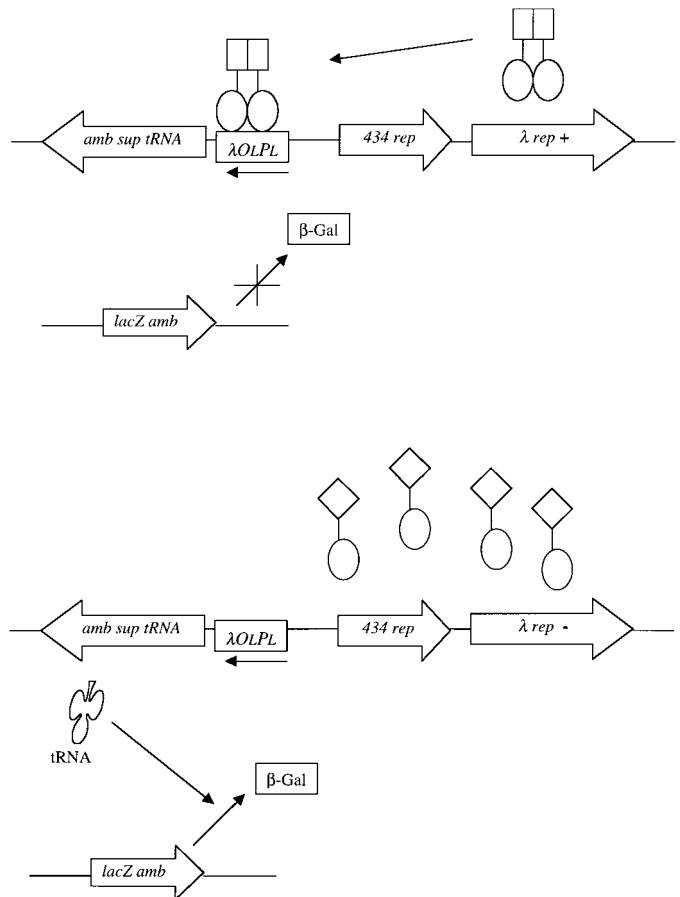 amb sup tRNA
λOLPL
434 rep
λ rep +
β-Gal
lacZ amb
amb sup tRNA
λOLPL
434 rep
λ rep -
tRNA
β-Gal
lacZ amb